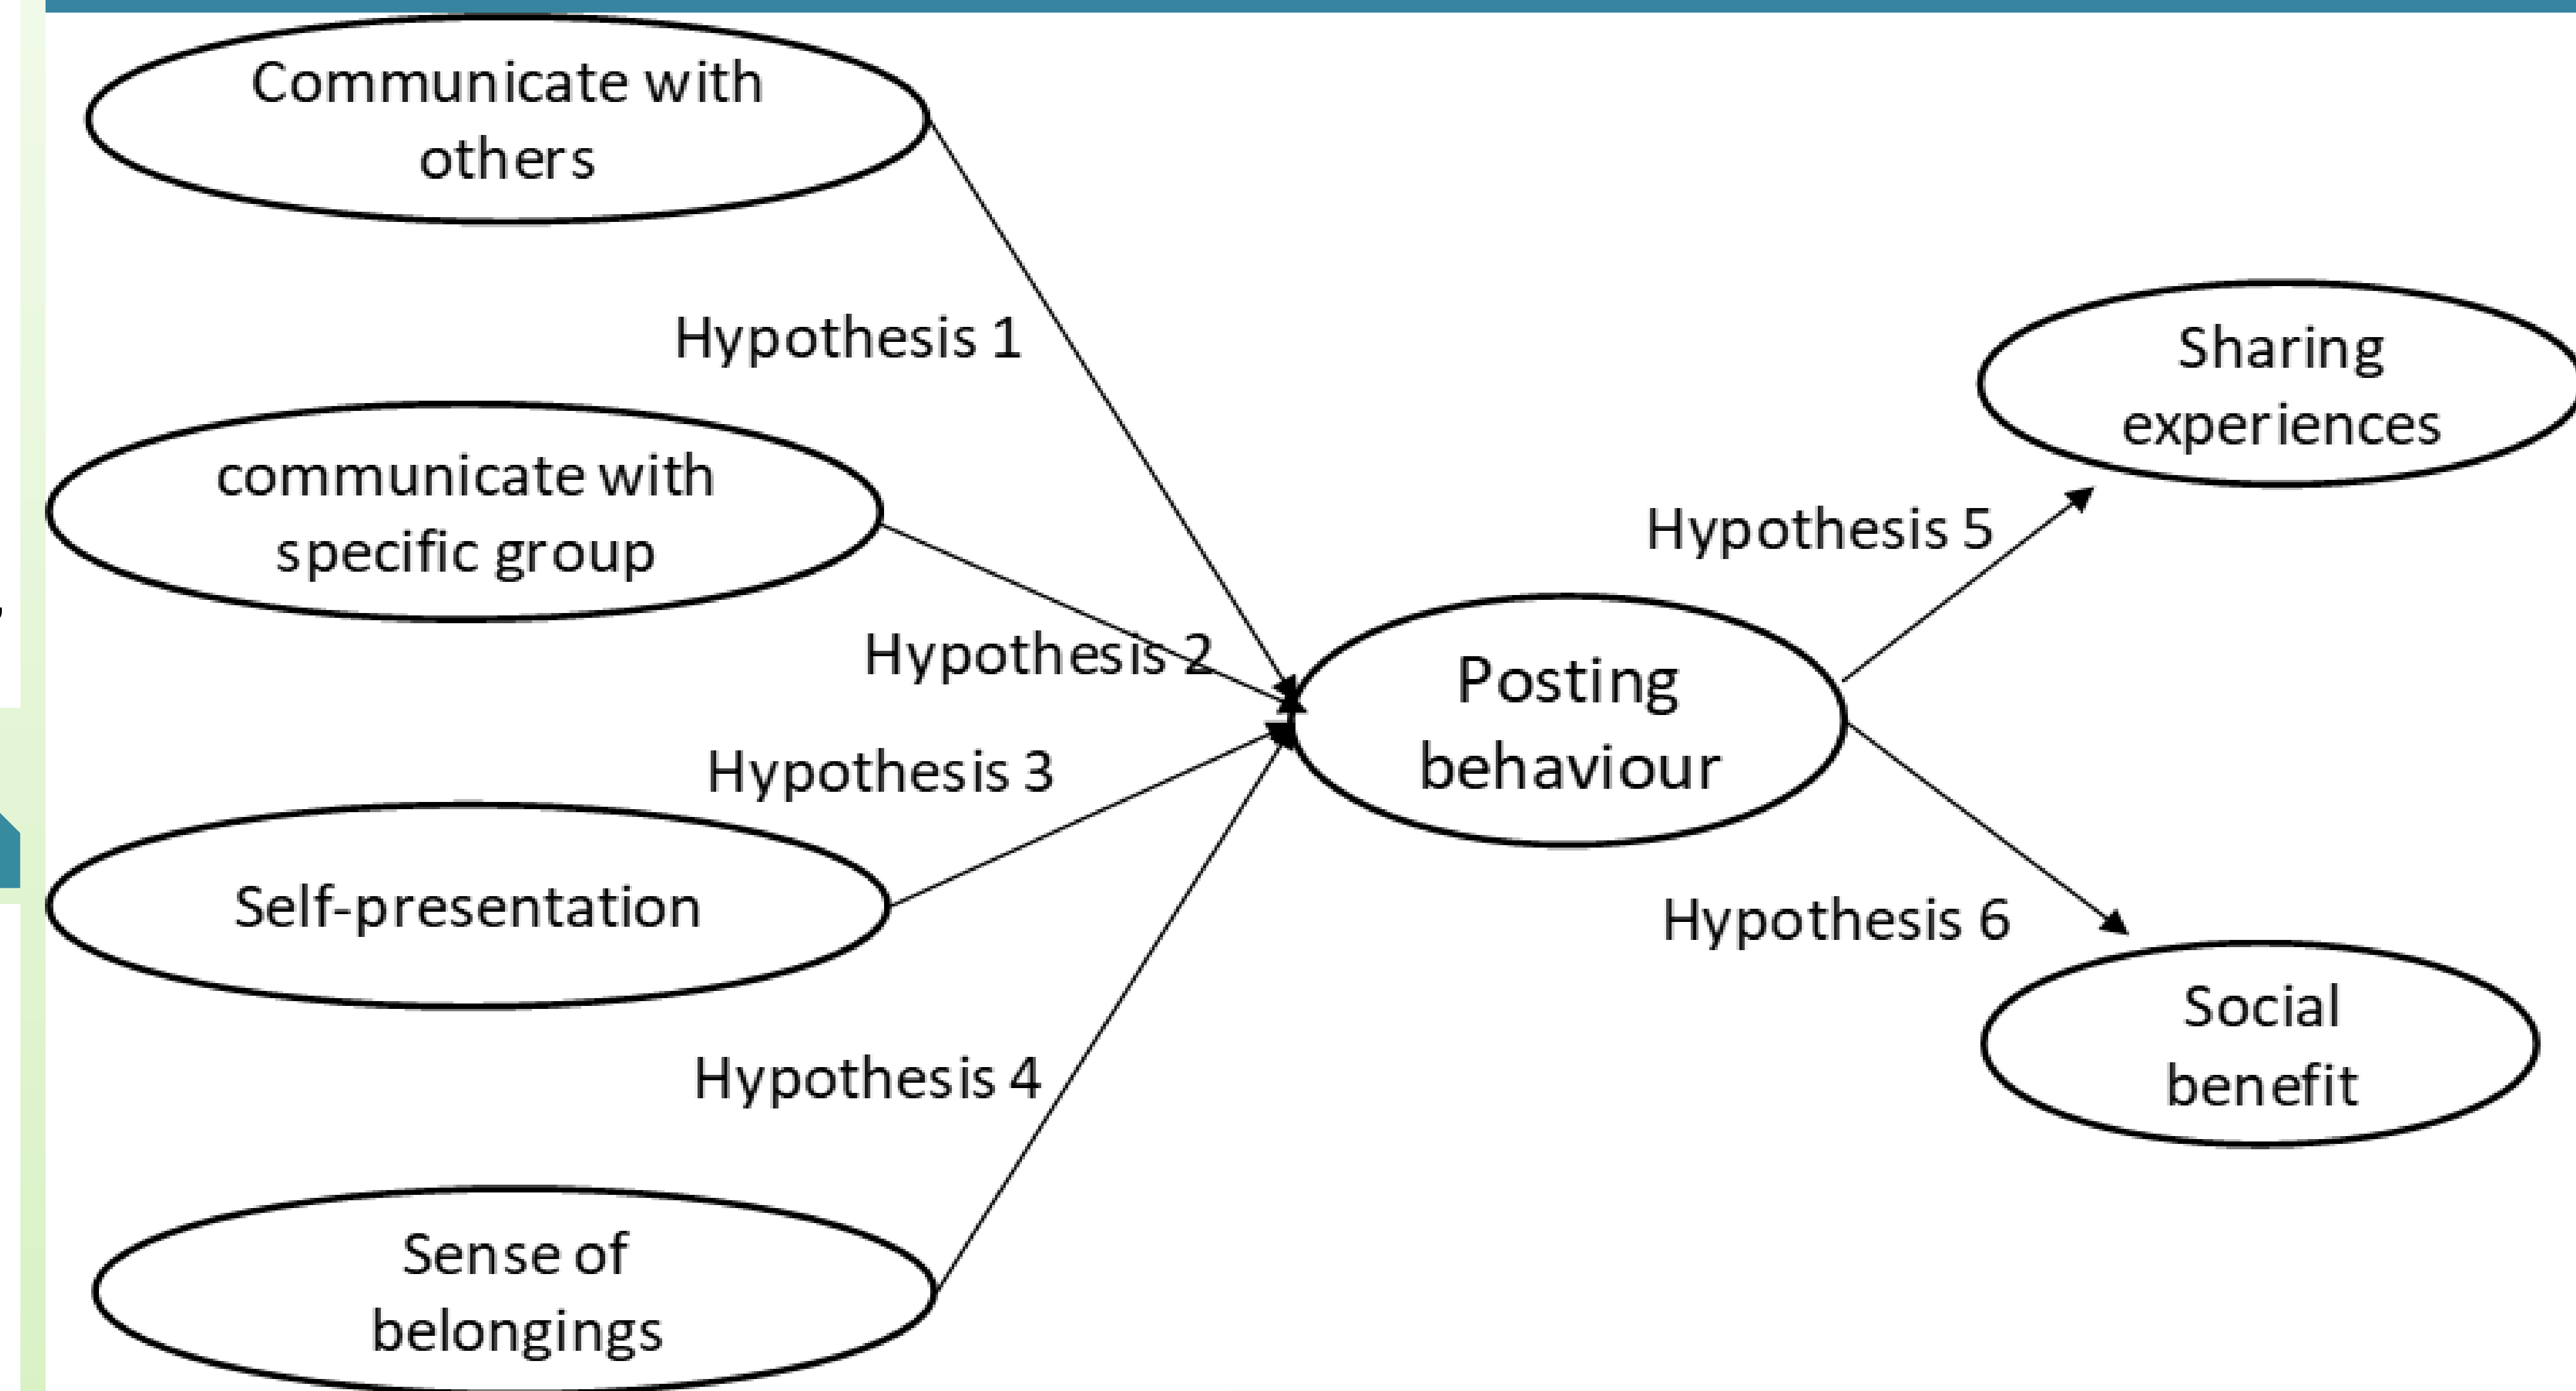 Communicate with
others
Hypothesis 1
communicate with
specific group
Hypothesis 2
Hypothesis 3
Self-presentation
Hypothesis 4
Sense of
belongings
Posting
behaviour
Hypothesis 5
Sharing
experiences
Hypothesis 6
Social
benefit